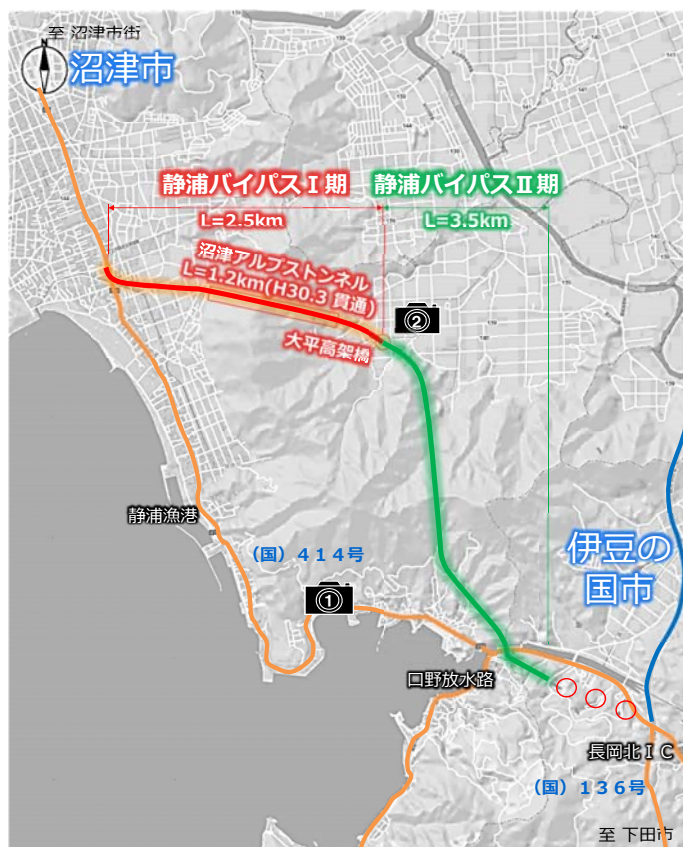 至 沼津市街
N
沼津市
静浦バイパスⅠ期
静浦バイパスⅡ期
L=2.5km
L=3.5km
沼津アルプストンネル
L=1.2km(H30.3 貫通)
②
大平高架橋
静浦漁港
(国)414号
伊豆の
国市
①
口野放水路
長岡北IC
(国)136号
至 下田市